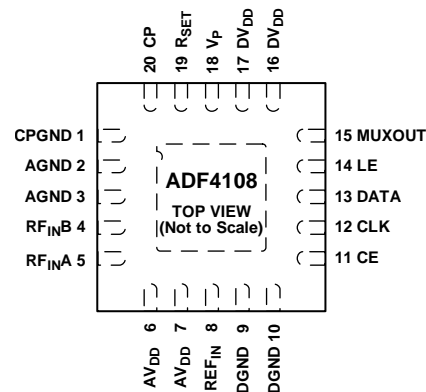 20 CP
19 RSET
18 VP
17 DVDD
16 DVDD
CPGND 1
AGND 2
AGND 3
RFINB 4
RFINA 5
ADF4108
TOP VIEW
(Not to Scale)
15 MUXOUT
14 LE
13 DATA
12 CLK
11 CE
AVDD 6
AVDD 7
REFIN 8
DGND 9
DGND 10